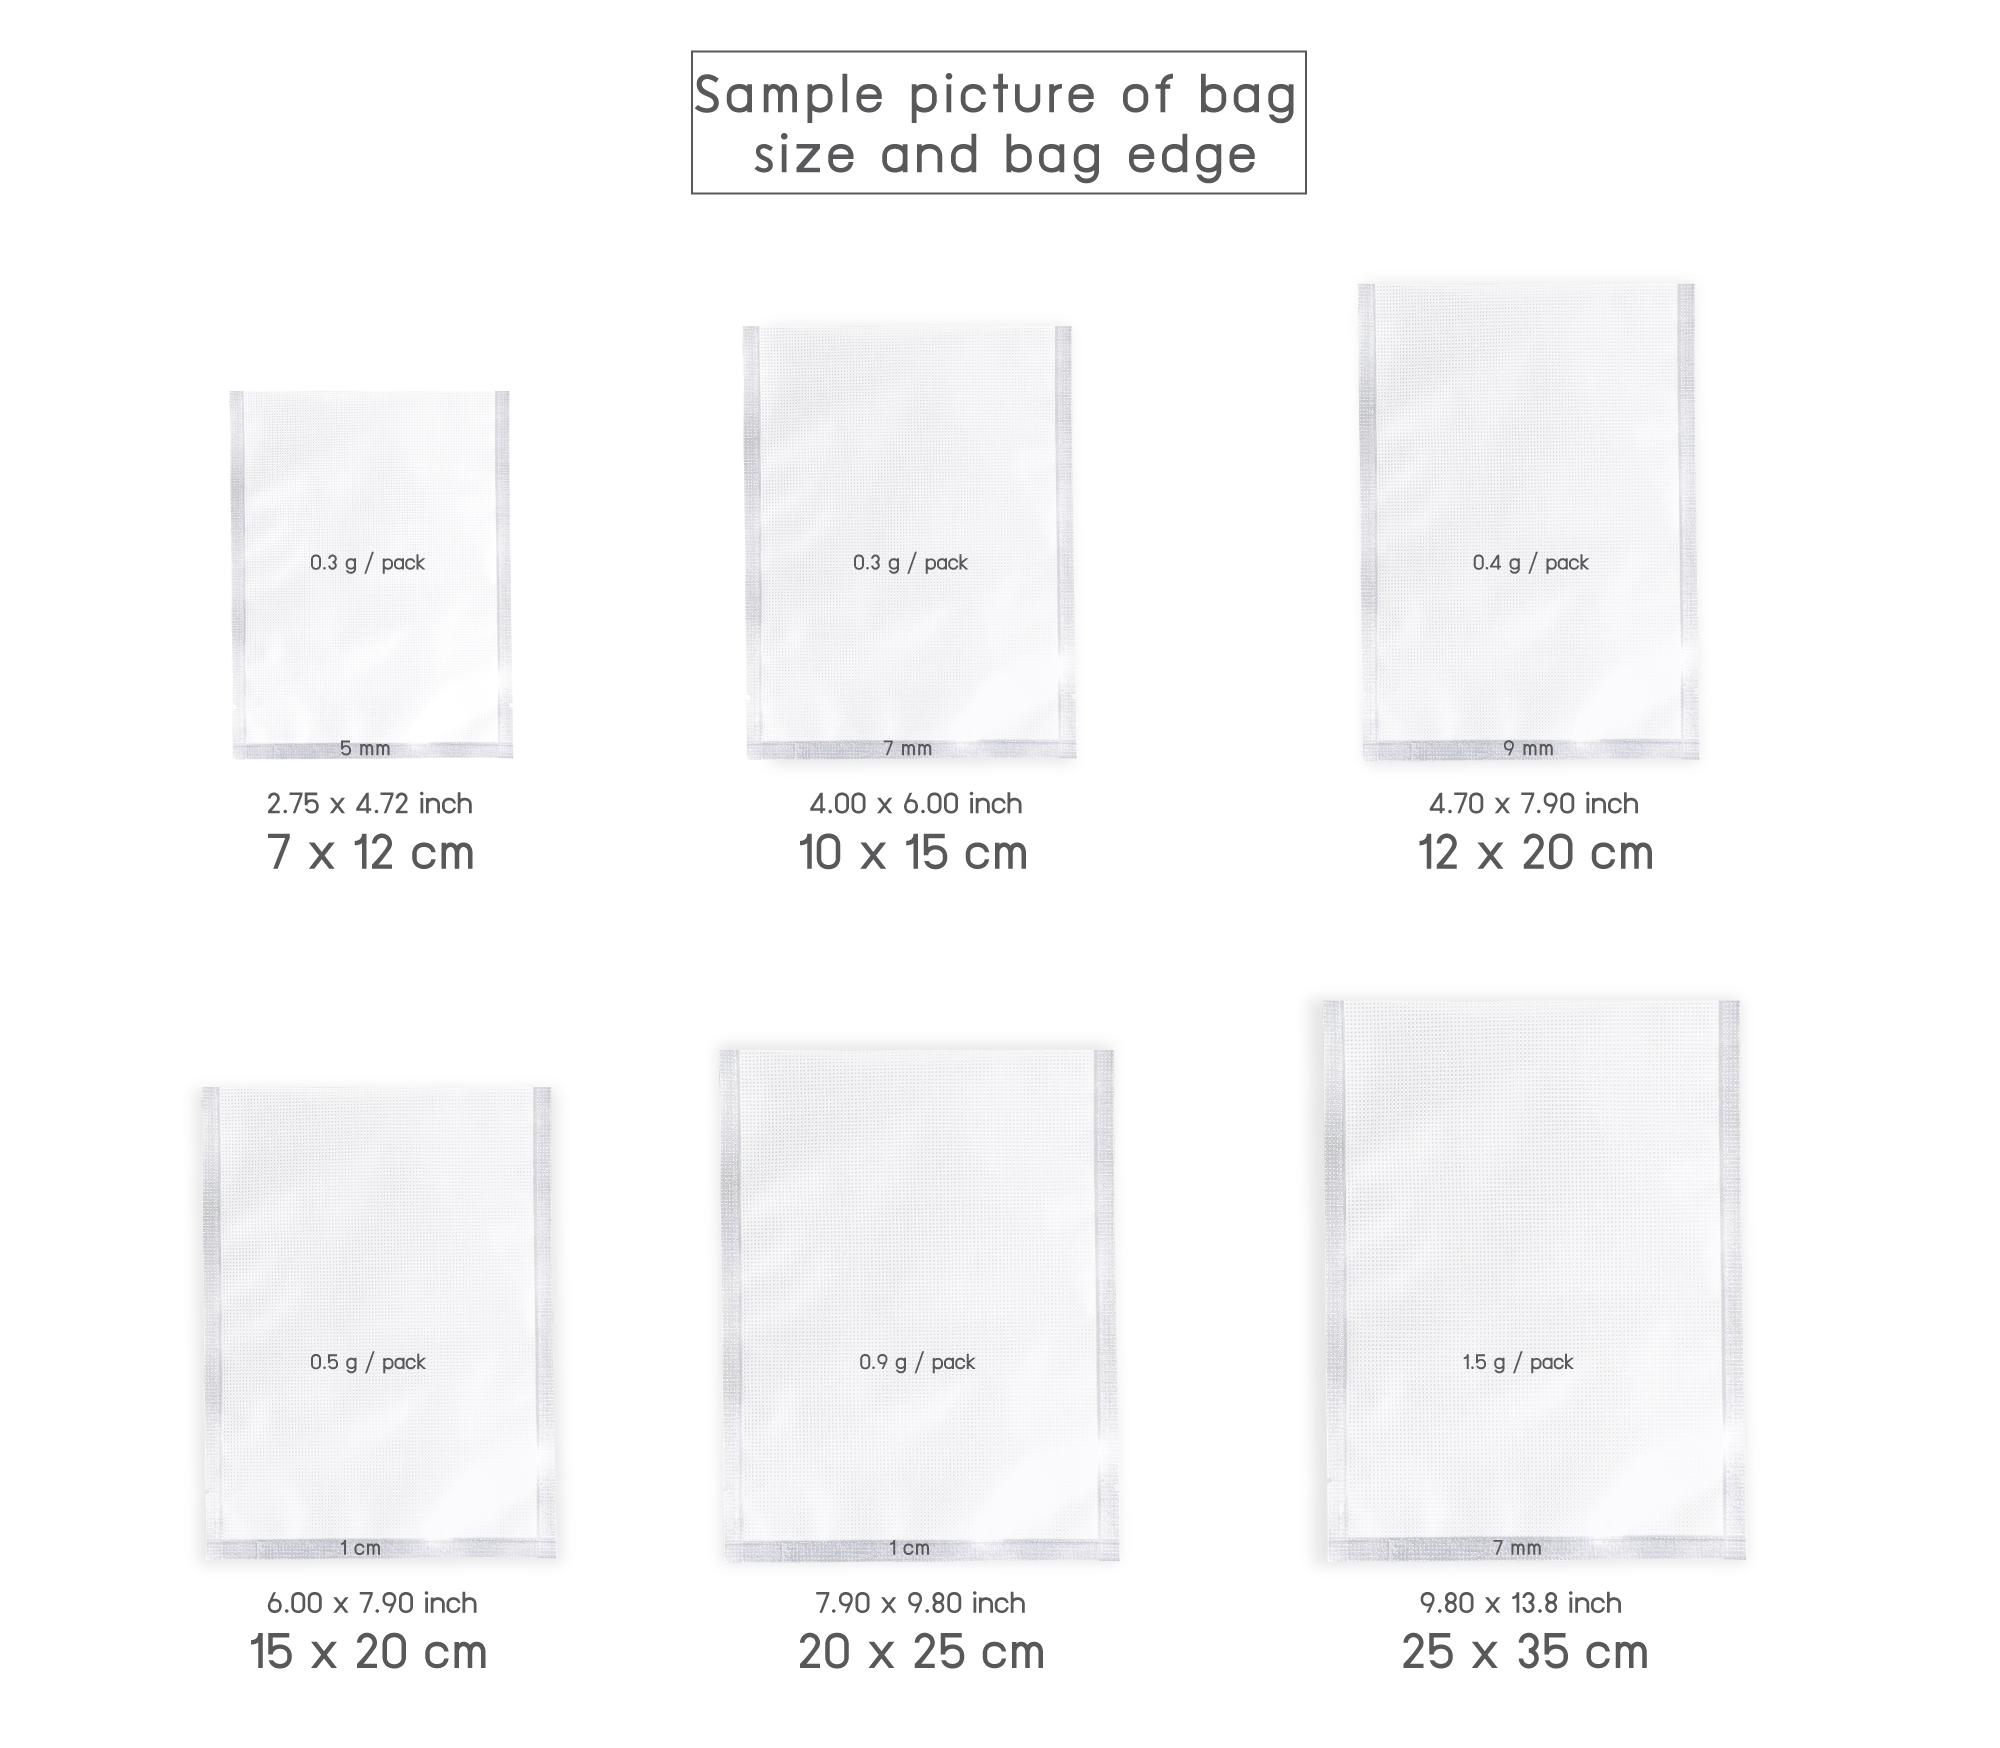 Sample picture of bag
size and bag edge
0.3 g / pack
5 mm
2.75 x 4.72 inch
7 x 12 cm
0.3 g / pack
7 mm
4.00 x 6.00 inch
10 x 15 cm
0.4 g / pack
9 mm
4.70 x 7.90 inch
12 x 20 cm
0.5 g / pack
1 cm
6.00 x 7.90 inch
15 x 20 cm
0.9 g / pack
1 cm
7.90 x 9.80 inch
20 x 25 cm
1.5 g / pack
7 mm
9.80 x 13.8 inch
25 x 35 cm